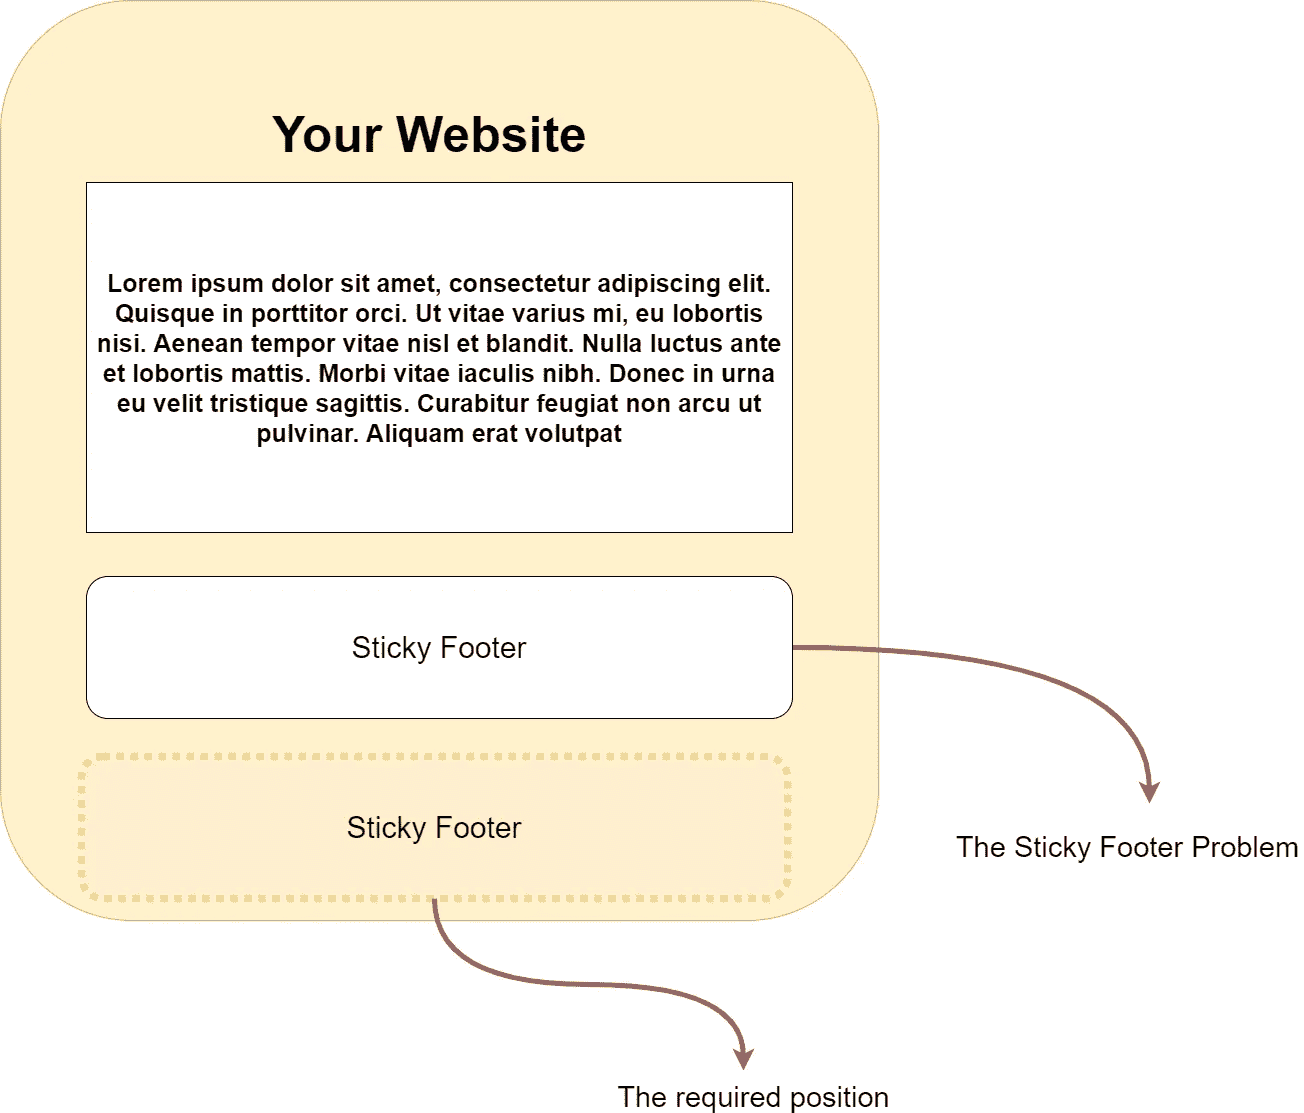 Your Website
Lorem ipsum dolor sit amet, consectetur adipiscing elit.
Quisque in porttitor orci. Ut vitae varius mi, eu lobortis
nisi. Aenean tempor vitae nisl et blandit. Nulla luctus ante
et lobortis mattis. Morbi vitae iaculis nibh. Donec in urna
eu velit tristique sagittis. Curabitur feugiat non arcu ut
pulvinar. Aliquam erat volutpat
Sticky Footer
Sticky Footer
The Sticky Footer Problem
The required position